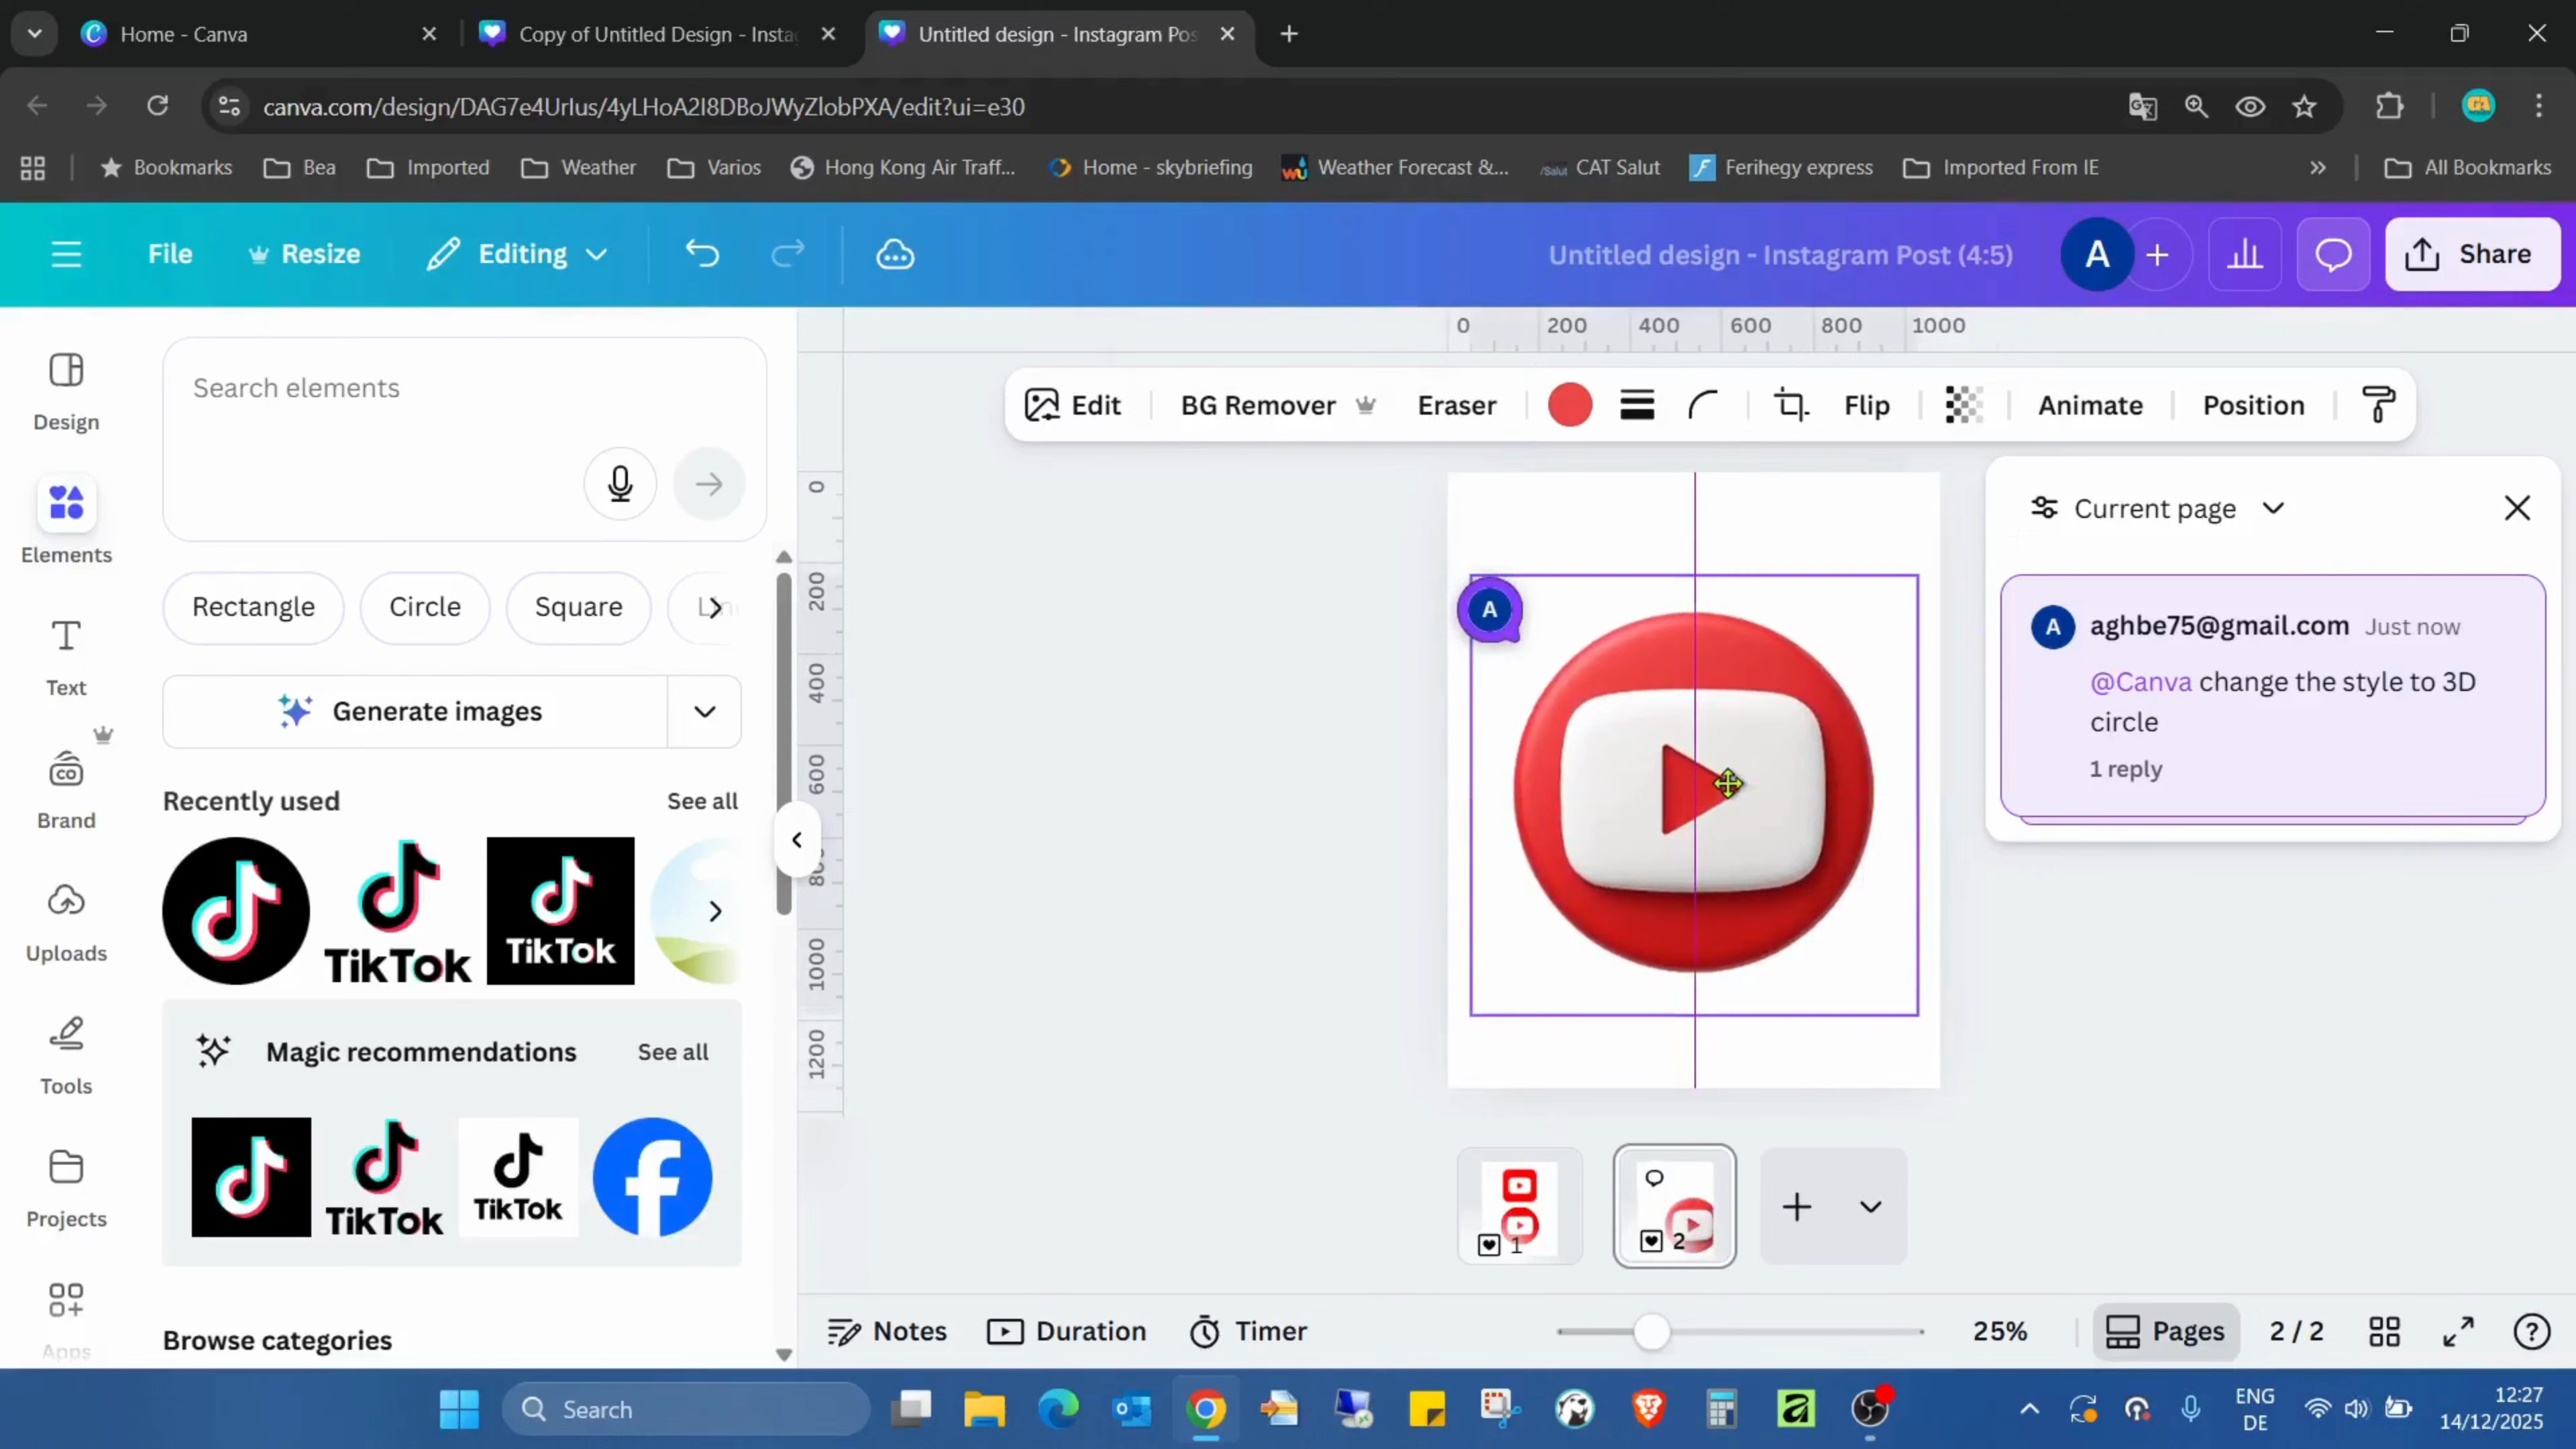 Home - Canva
Copy of Untitled Design - Insta
Untitled design - Instagram Pos
canva.com/design/DAG7e4UrIus/4yLHoA2I8DBoJWyZlobPXA/edit?ui=e30
Bookmarks
Bea
Imported
Weather
Varios
Hong Kong Air Traff...
Home - skybriefing
Weather Forecast &...
CAT Salut
Ferihegy express
Imported From IE
All Bookmarks
File
Resize
Editing
Untitled design - Instagram Post (4:5)
A
Share
0 200 400 600 800 1000
Design
Elements
Text
Brand
Uploads
Tools
Projects
Apps
Search elements
Rectangle
Circle
Square
Generate images
Recently used
See all
TikTok
TikTok
Magic recommendations
See all
TikTok
TikTok
Browse categories
Edit
BG Remover
Eraser
Flip
Animate
Position
0
200
400
600
1000
1200
A
Current page
A
aghbe75@gmail.com Just now
@Canva change the style to 3D
circle
1 reply
1
2
Notes
Duration
Timer
25%
Pages
2 / 2
Search
ENG
DE
12:27
14/12/2025